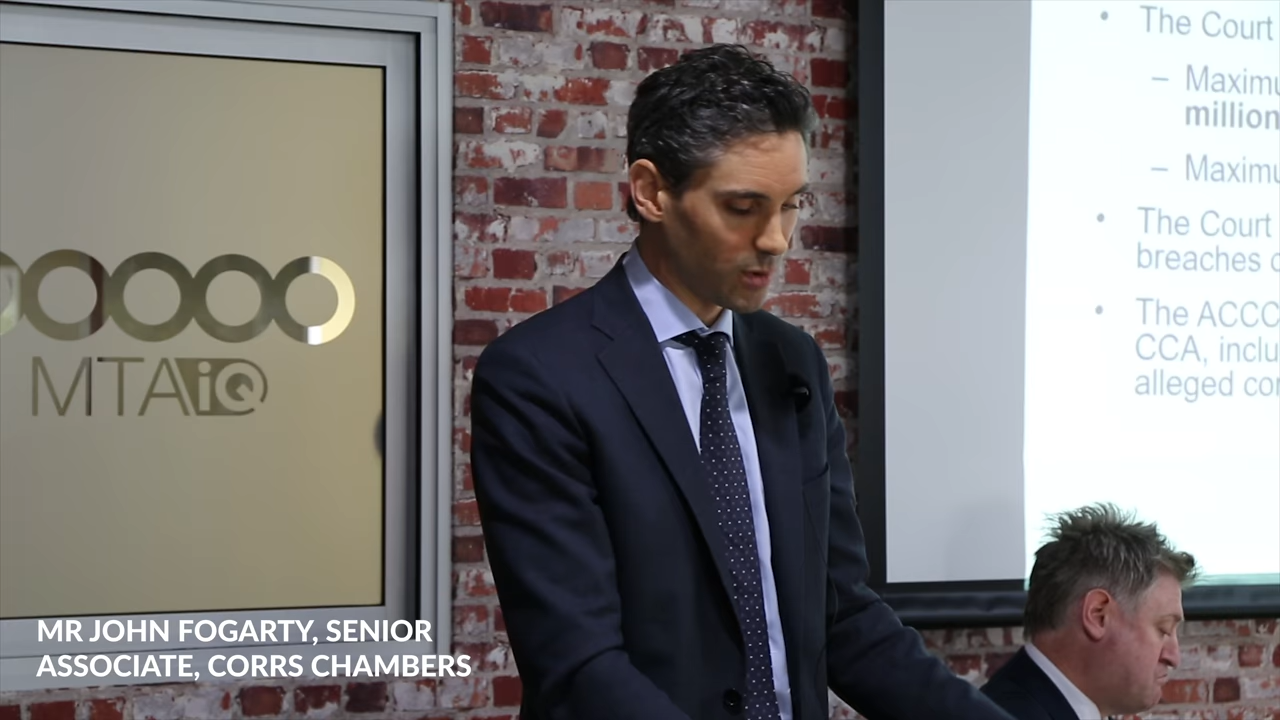 MTAiQ
The Court
– Maximu
million
– Maximu
The Court
breaches o
The ACCC
CCA, inclu
alleged co
MR JOHN FOGARTY, SENIOR
ASSOCIATE, CORRS CHAMBERS